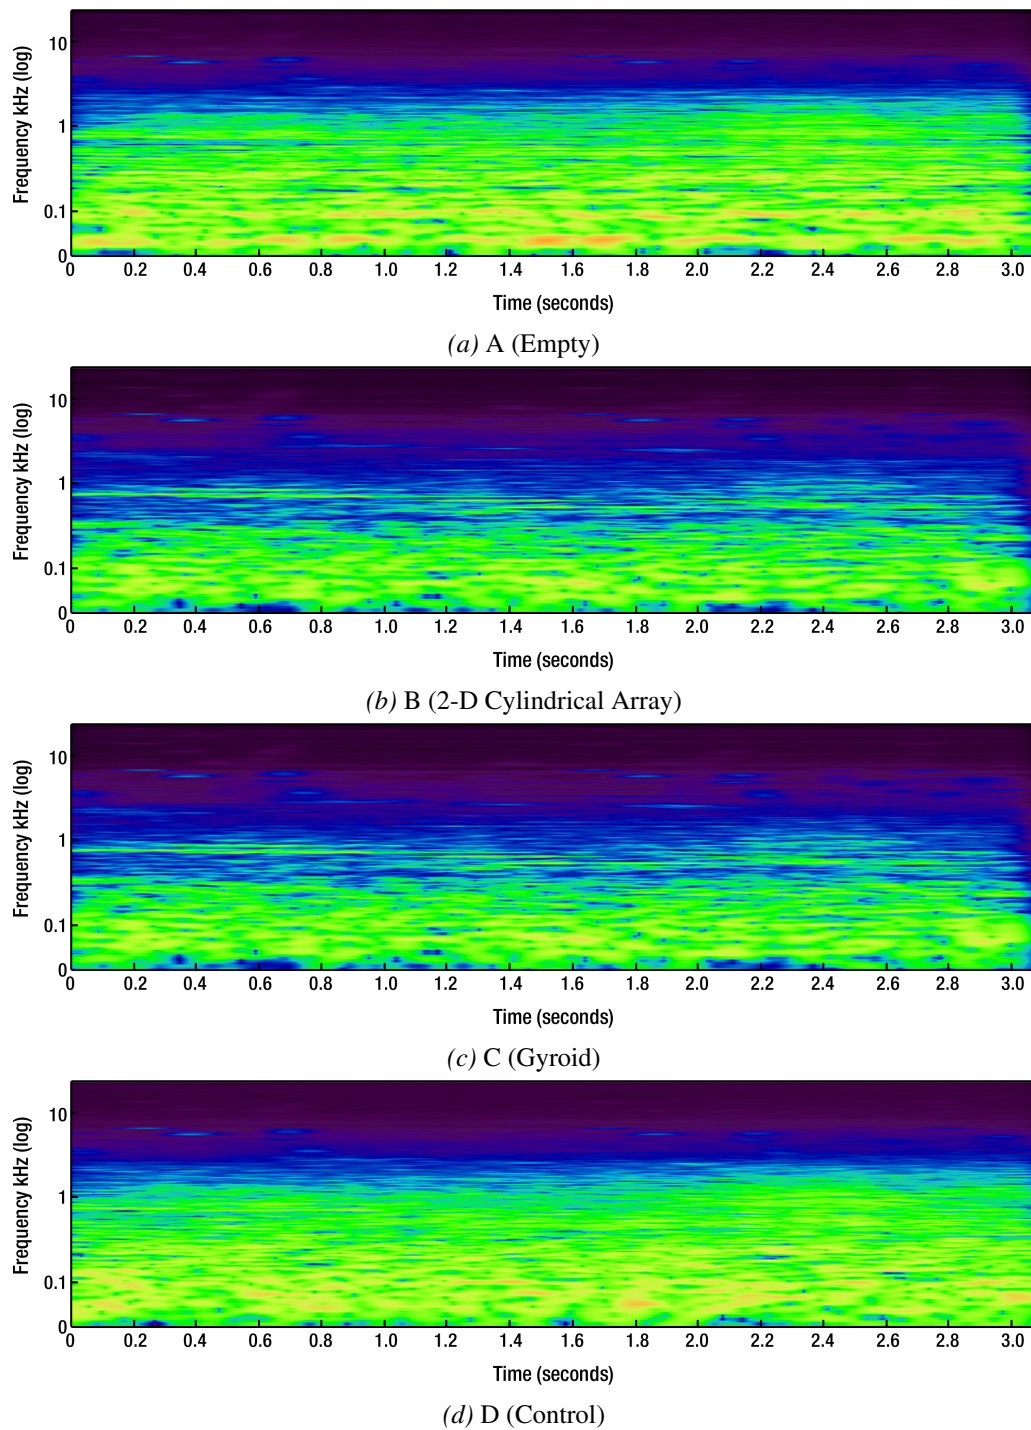 Frequency kHz (log)
10
1
0.1
0
0 0.2 0.4 0.6 0.8 1.0 1.2 1.4 1.6 1.8 2.0 2.2 2.4 2.6 2.8 3.0
Time (seconds)
(a) A (Empty)
Frequency kHz (log)
10
1
0.1
0
0 0.2 0.4 0.6 0.8 1.0 1.2 1.4 1.6 1.8 2.0 2.2 2.4 2.6 2.8 3.0
Time (seconds)
(b) B (2-D Cylindrical Array)
Frequency kHz (log)
10
1
0.1
0
0 0.2 0.4 0.6 0.8 1.0 1.2 1.4 1.6 1.8 2.0 2.2 2.4 2.6 2.8 3.0
Time (seconds)
(c) C (Gyroid)
Frequency kHz (log)
10
1
0.1
0
0 0.2 0.4 0.6 0.8 1.0 1.2 1.4 1.6 1.8 2.0 2.2 2.4 2.6 2.8 3.0
Time (seconds)
(d) D (Control)